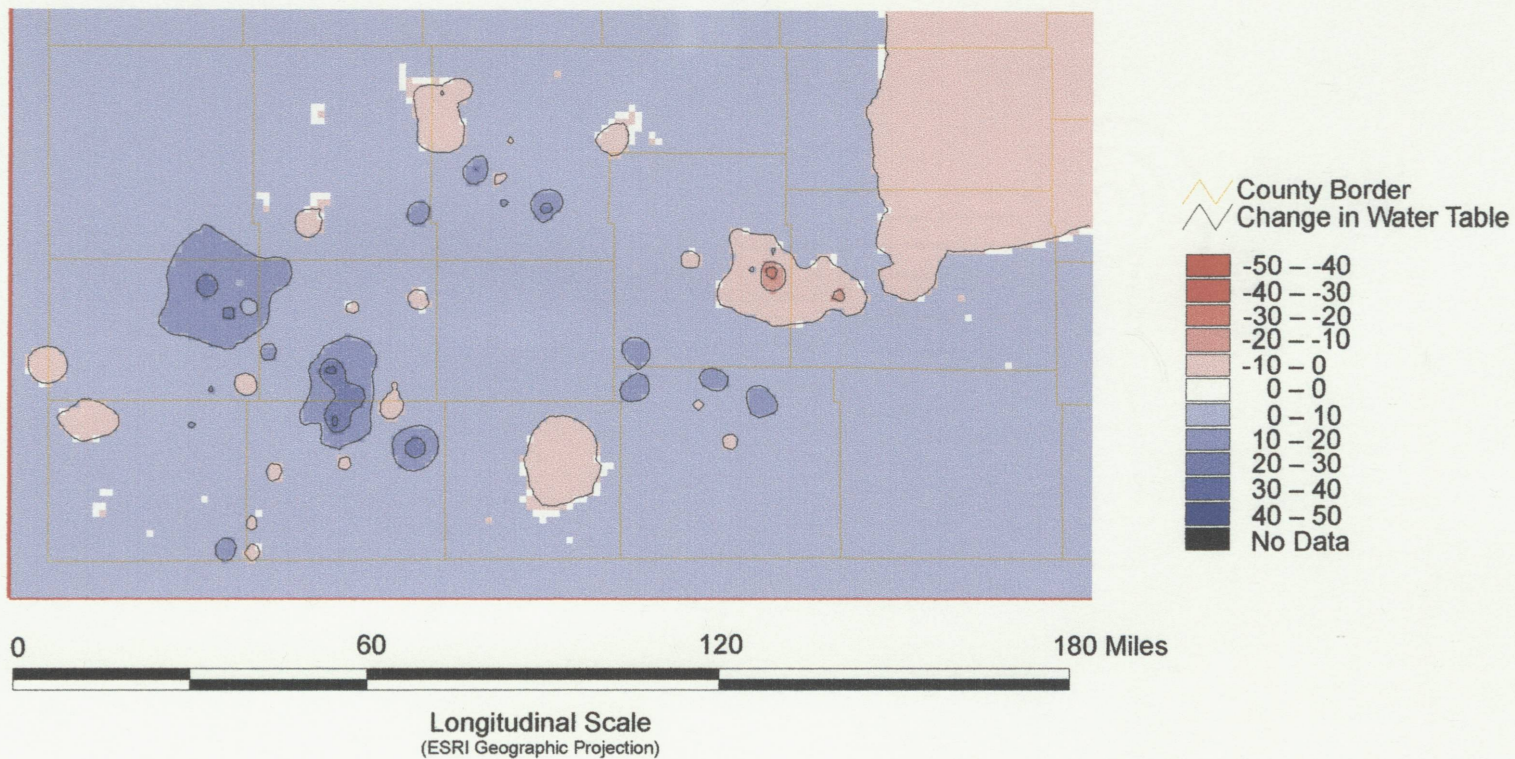 County Border
Change in Water Table
-50 – -40
-40 – -30
-30 – -20
-20 – -10
-10 – 0
0 – 0
0 – 10
10 – 20
20 – 30
30 – 40
40 – 50
No Data
0 60 120 180 Miles
Longitudinal Scale
(ESRI Geographic Projection)